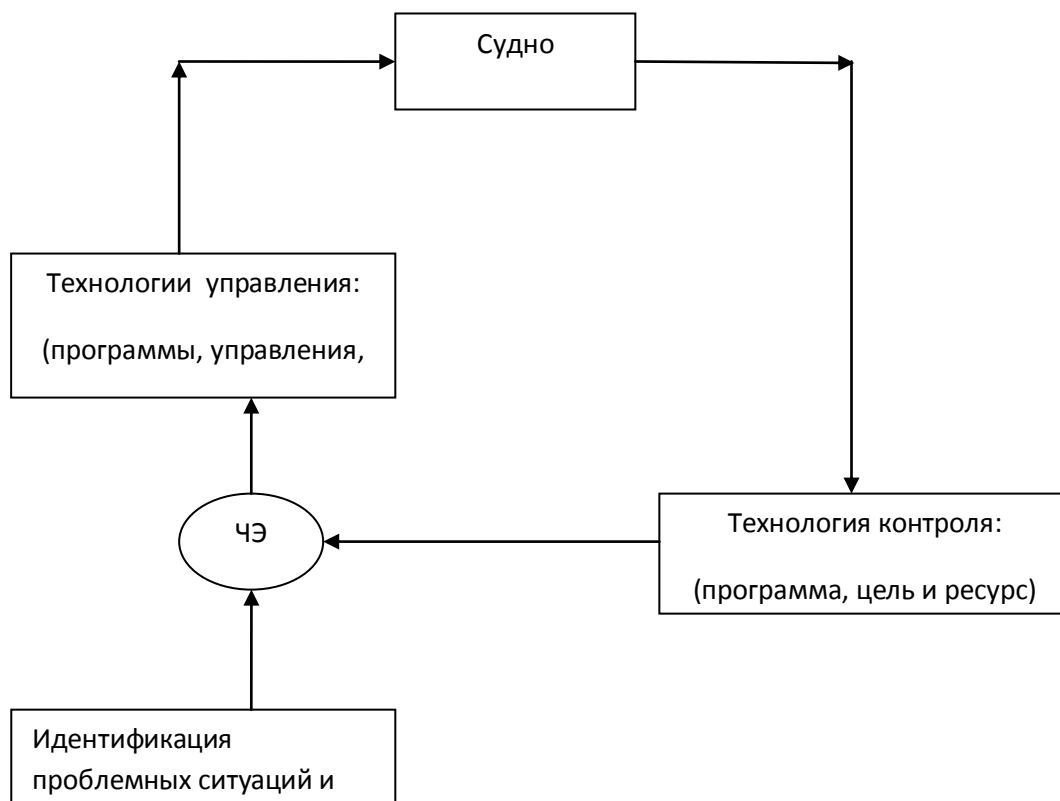 Судно
Технологии управления:
(программы, управления,
ЧЭ
Технология контроля:
(программа, цель и ресурс)
Идентификация
проблемных ситуаций и